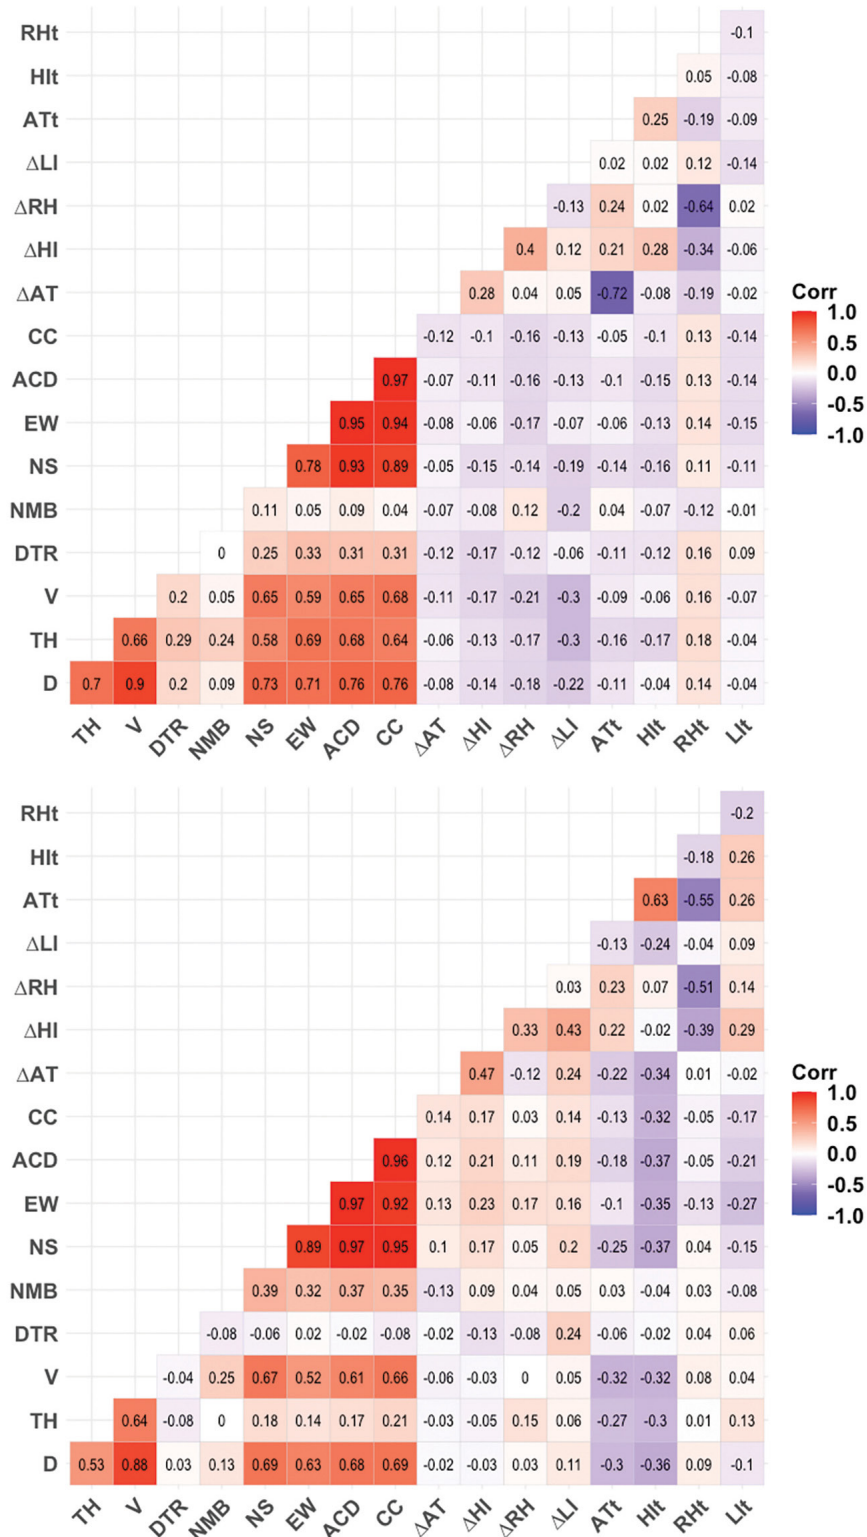 RHt -0.1
HIt 0.05 -0.08
ATt 0.25 -0.19 -0.09
ΔLI 0.02 0.02 0.12 -0.14
ΔRH -0.13 0.24 0.02 -0.64 0.02
ΔHI 0.4 0.12 0.21 0.28 -0.34 -0.06
ΔAT 0.28 0.04 0.05 -0.72 -0.08 -0.19 -0.02
CC -0.12 -0.1 -0.16 -0.13 -0.05 -0.1 0.13 -0.14
ACD 0.97 -0.07 -0.11 -0.16 -0.13 -0.1 -0.15 0.13 -0.14
EW 0.95 0.94 -0.08 -0.06 -0.17 -0.07 -0.06 -0.13 0.14 -0.15
NS 0.78 0.93 0.89 -0.05 -0.15 -0.14 -0.19 -0.14 -0.16 0.11 -0.11
NMB 0.11 0.05 0.09 0.04 -0.07 -0.08 0.12 -0.2 0.04 -0.07 -0.12 -0.01
DTR 0 0.25 0.33 0.31 0.31 -0.12 -0.17 -0.12 -0.06 -0.11 -0.12 0.16 0.09
V 0.2 0.05 0.65 0.59 0.65 0.68 -0.11 -0.17 -0.21 -0.3 -0.09 -0.06 0.16 -0.07
TH 0.66 0.29 0.24 0.58 0.69 0.68 0.64 -0.06 -0.13 -0.17 -0.3 -0.16 -0.17 0.18 -0.04
D 0.7 0.9 0.2 0.09 0.73 0.71 0.76 0.76 -0.08 -0.14 -0.18 -0.22 -0.11 -0.04 0.14 -0.04
TH V DTR NMB NS EW ACD CC ΔAT ΔHI ΔRH ΔLI ATt HIt RHt LIt
Corr
1.0
0.5
0.0
-0.5
-1.0
RHt -0.2
HIt -0.18 0.26
ATt 0.63 -0.55 0.26
ΔLI -0.13 -0.24 -0.04 0.09
ΔRH 0.03 0.23 0.07 -0.51 0.14
ΔHI 0.33 0.43 0.22 -0.02 -0.39 0.29
ΔAT 0.47 -0.12 0.24 -0.22 -0.34 0.01 -0.02
CC 0.14 0.17 0.03 0.14 -0.13 -0.32 -0.05 -0.17
ACD 0.96 0.12 0.21 0.11 0.19 -0.18 -0.37 -0.05 -0.21
EW 0.97 0.92 0.13 0.23 0.17 0.16 -0.1 -0.35 -0.13 -0.27
NS 0.89 0.97 0.95 0.1 0.17 0.05 0.2 -0.25 -0.37 0.04 -0.15
NMB 0.39 0.32 0.37 0.35 -0.13 0.09 0.04 0.05 0.03 -0.04 0.03 -0.08
DTR -0.08 -0.06 0.02 -0.02 -0.08 -0.02 -0.13 -0.08 0.24 -0.06 -0.02 0.04 0.06
V -0.04 0.25 0.67 0.52 0.61 0.66 -0.06 -0.03 0 0.05 -0.32 -0.32 0.08 0.04
TH 0.64 -0.08 0 0.18 0.14 0.17 0.21 -0.03 -0.05 0.15 0.06 -0.27 -0.3 0.01 0.13
D 0.53 0.88 0.03 0.13 0.69 0.63 0.68 0.69 -0.02 -0.03 0.03 0.11 -0.3 -0.36 0.09 -0.1
TH V DTR NMB NS EW ACD CC ΔAT ΔHI ΔRH ΔLI ATt HIt RHt LIt
Corr
1.0
0.5
0.0
-0.5
-1.0